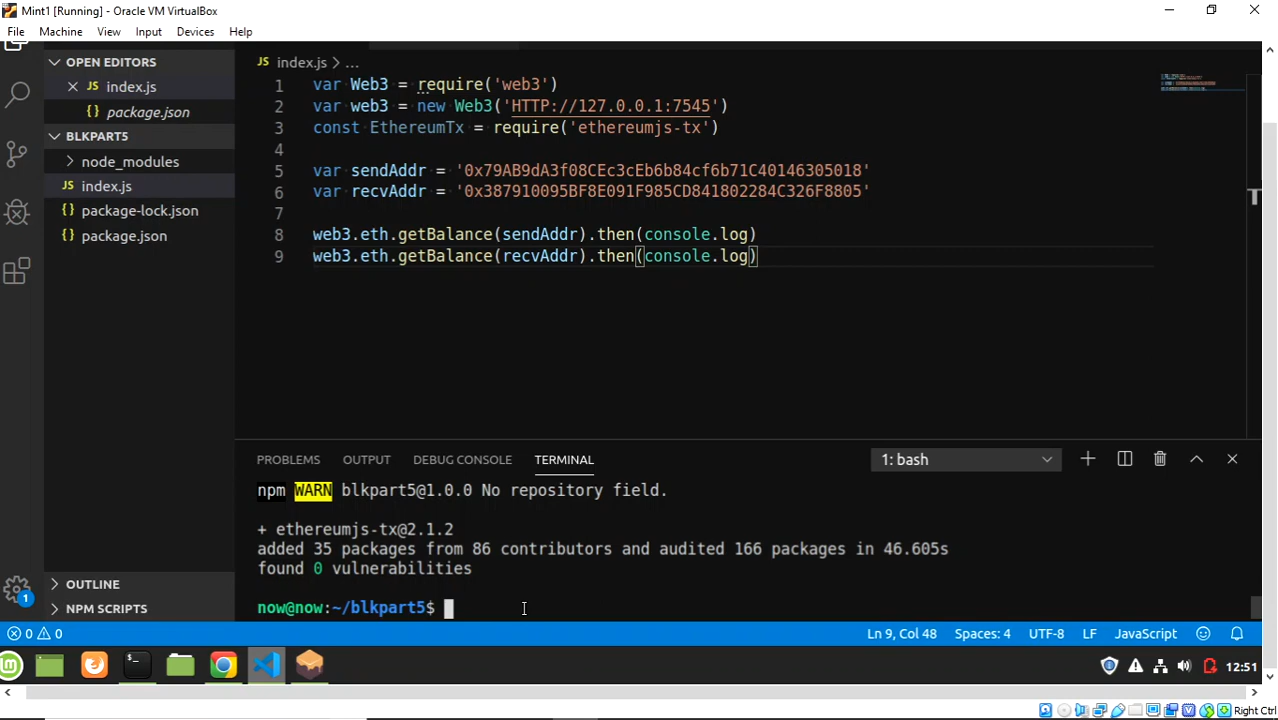 Mint1 [Running] - Oracle VM VirtualBox
File Machine View Input Devices Help
OPEN EDITORS
index.js
package.json
BLKPART5
node_modules
index.js
package-lock.json
package.json
OUTLINE
NPM SCRIPTS
1
JS index.js > ...
1 var Web3 = require('web3')
2 var web3 = new Web3('HTTP://127.0.0.1:7545')
3 const EthereumTx = require('ethereumjs-tx')
4
5 var sendAddr = '0x79AB9dA3f08CEc3cEb6b84cf6b71C40146305018'
6 var recvAddr = '0x387910095BF8E091F985CD841802284C326F8805'
7
8 web3.eth.getBalance(sendAddr).then(console.log)
9 web3.eth.getBalance(recvAddr).then(console.log)
PROBLEMS OUTPUT DEBUG CONSOLE TERMINAL 1: bash
npm WARN blkpart5@1.0.0 No repository field.
+ ethereumjs-tx@2.1.2
added 35 packages from 86 contributors and audited 166 packages in 46.605s
found 0 vulnerabilities
now@now:~/blkpart5$
0 0 Ln 9, Col 48 Spaces: 4 UTF-8 LF JavaScript
12:51
Right Ctrl